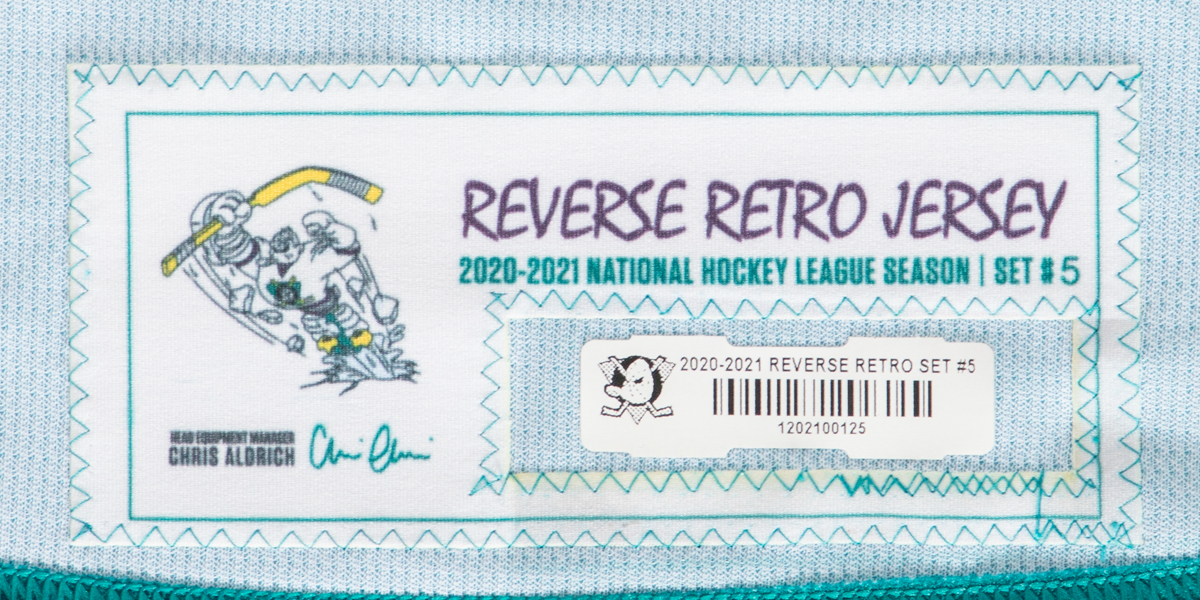 REVERSE RETRO JERSEY
2020-2021 NATIONAL HOCKEY LEAGUE SEASON | SET # 5
2020-2021 REVERSE RETRO SET #5
1202100125
HEAD EQUIPMENT MANAGER
CHRIS ALDRICH